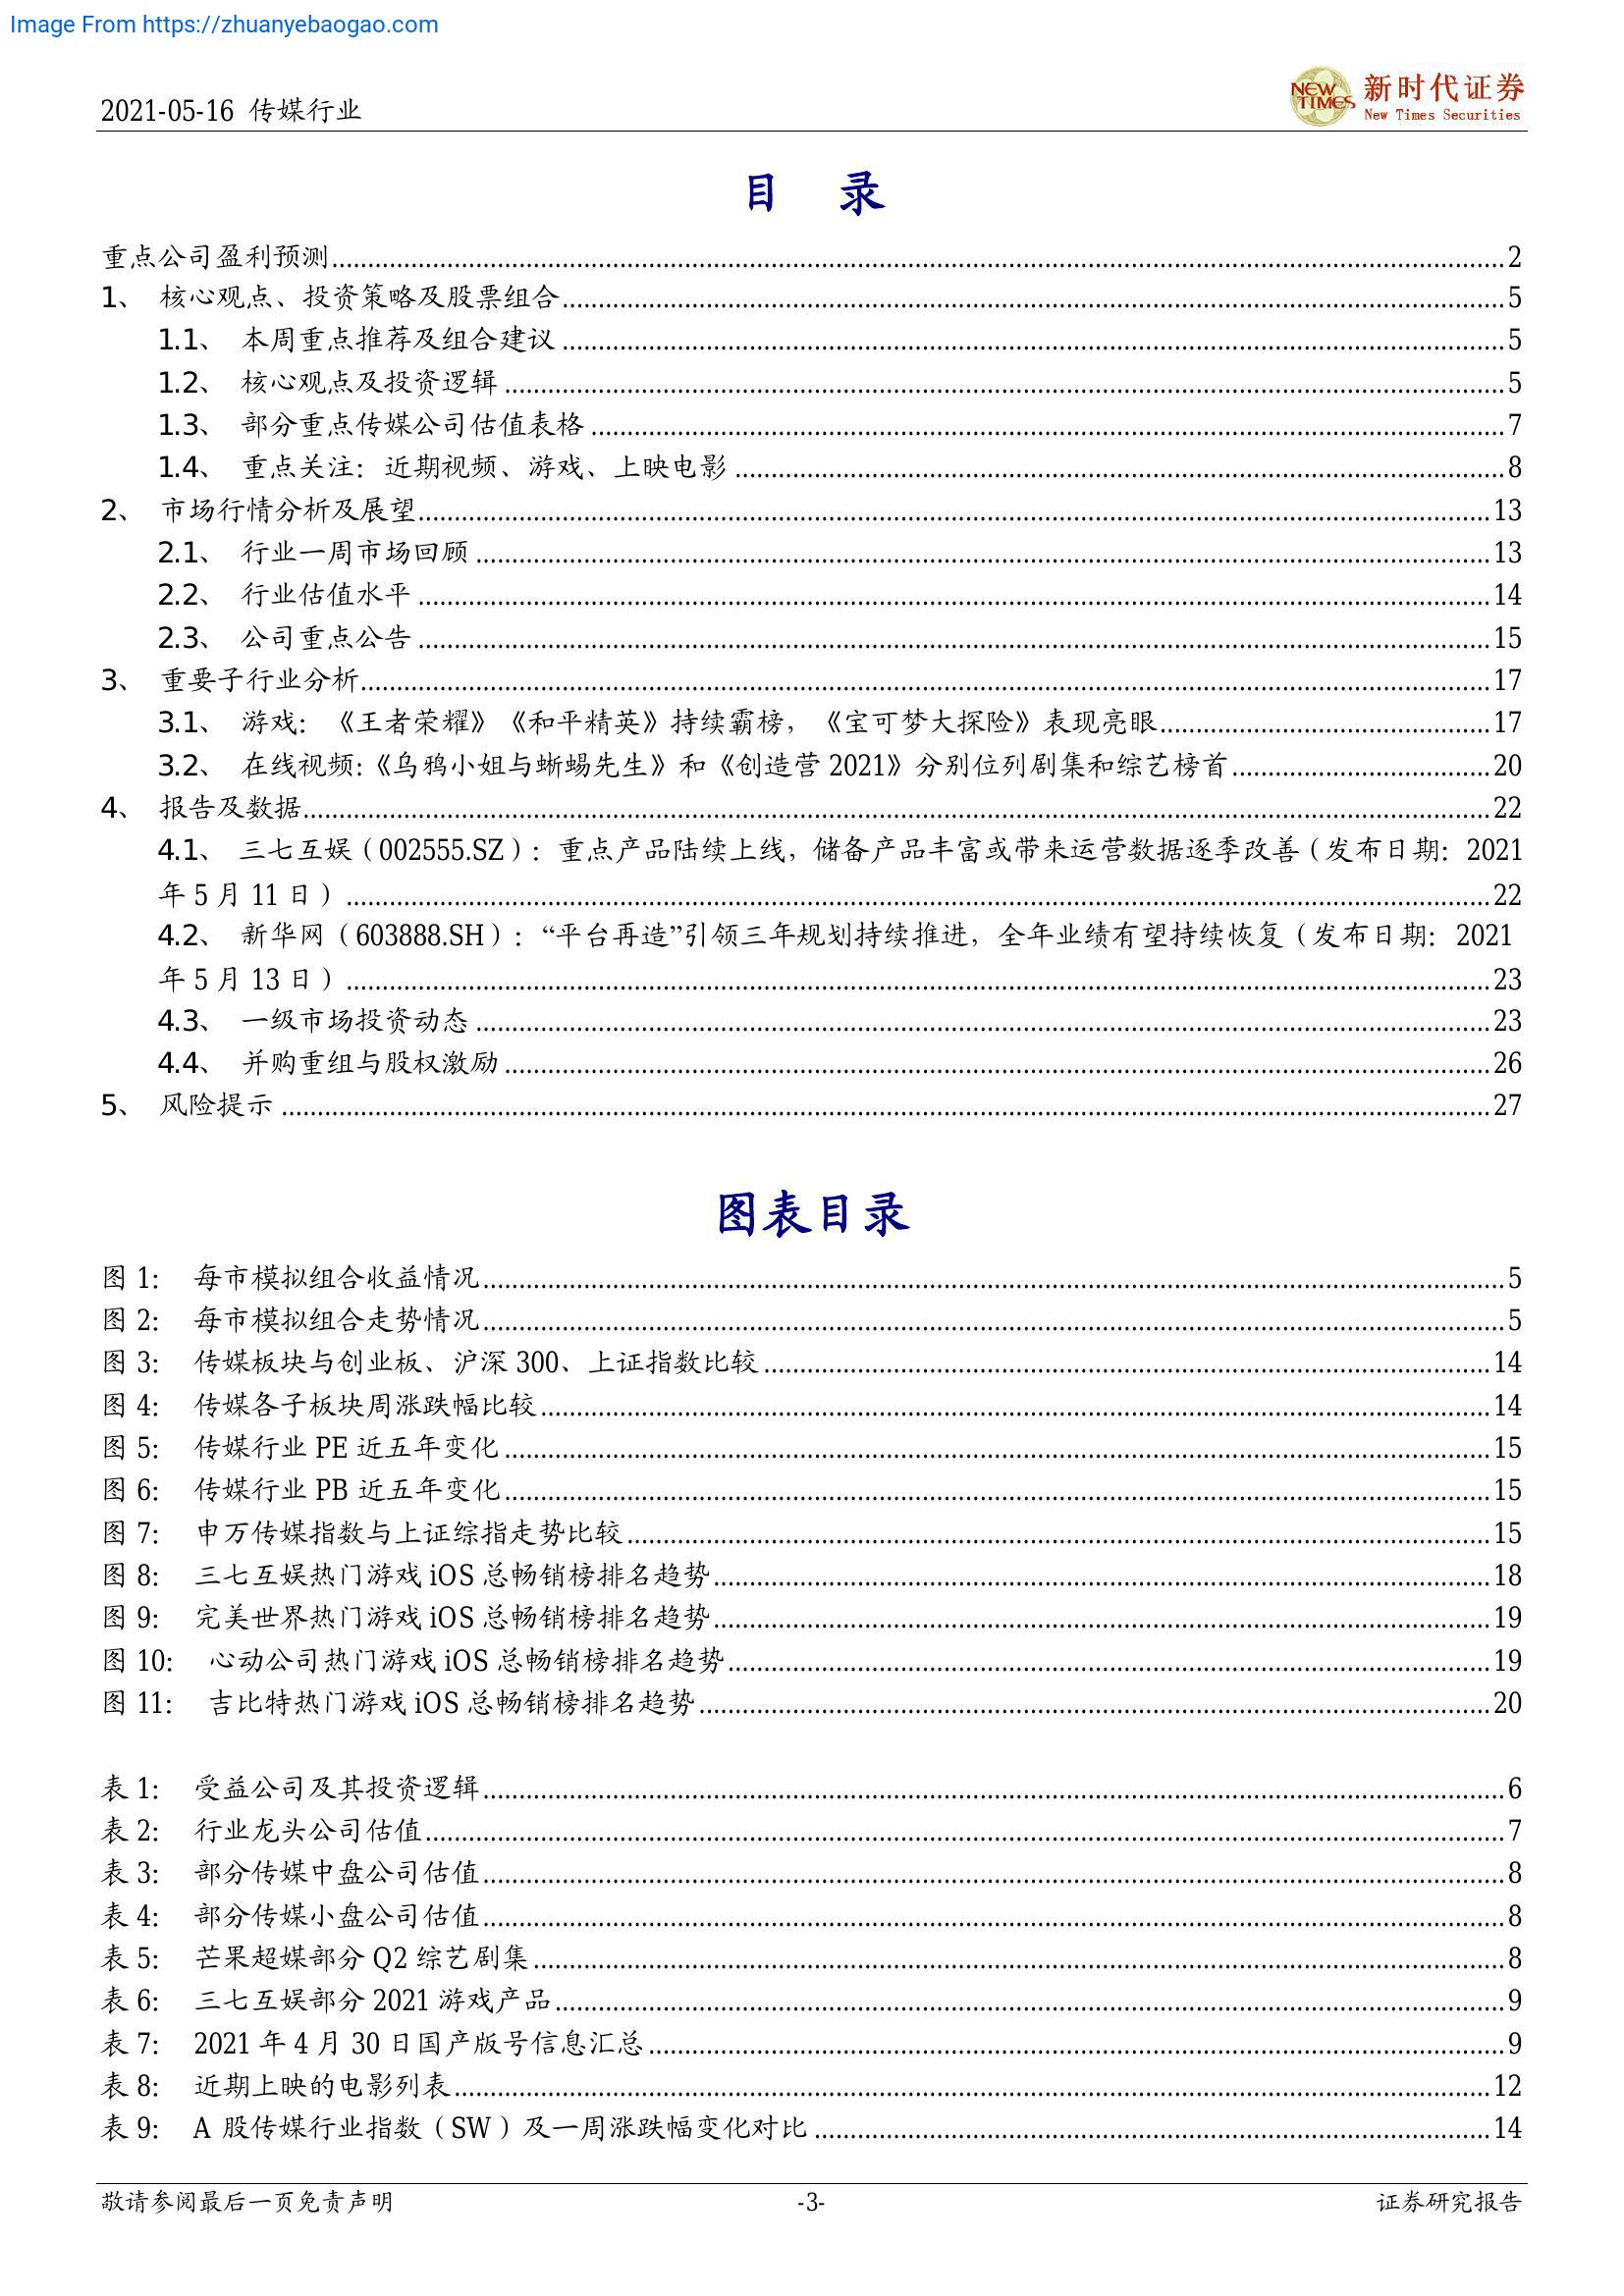 Image From https://zhuanyebaogao.com
2021-05-16 传媒行业
NEW TIMES 新时代证券
New Times Securities
目 录
重点公司盈利预测 2
1、 核心观点、投资策略及股票组合 5
1.1、 本周重点推荐及组合建议 5
1.2、 核心观点及投资逻辑 5
1.3、 部分重点传媒公司估值表格 7
1.4、 重点关注：近期视频、游戏、上映电影 8
2、 市场行情分析及展望 13
2.1、 行业一周市场回顾 13
2.2、 行业估值水平 14
2.3、 公司重点公告 15
3、 重要子行业分析 17
3.1、 游戏：《王者荣耀》《和平精英》持续霸榜，《宝可梦大探险》表现亮眼 17
3.2、 在线视频：《乌鸦小姐与蜥蜴先生》和《创造营 2021》分别位列剧集和综艺榜首 20
4、 报告及数据 22
4.1、 三七互娱（002555.SZ）：重点产品陆续上线，储备产品丰富或带来运营数据逐季改善（发布日期：2021
年 5 月 11 日） 22
4.2、 新华网（603888.SH）：“平台再造”引领三年规划持续推进，全年业绩有望持续恢复（发布日期：2021
年 5 月 13 日） 23
4.3、 一级市场投资动态 23
4.4、 并购重组与股权激励 26
5、 风险提示 27
图表目录
图 1： 每市模拟组合收益情况 5
图 2： 每市模拟组合走势情况 5
图 3： 传媒板块与创业板、沪深 300、上证指数比较 14
图 4： 传媒各子板块周涨跌幅比较 14
图 5： 传媒行业 PE 近五年变化 15
图 6： 传媒行业 PB 近五年变化 15
图 7： 申万传媒指数与上证综指走势比较 15
图 8： 三七互娱热门游戏 iOS 总畅销榜排名趋势 18
图 9： 完美世界热门游戏 iOS 总畅销榜排名趋势 19
图 10： 心动公司热门游戏 iOS 总畅销榜排名趋势 19
图 11： 吉比特热门游戏 iOS 总畅销榜排名趋势 20
表 1： 受益公司及其投资逻辑 6
表 2： 行业龙头公司估值 7
表 3： 部分传媒中盘公司估值 8
表 4： 部分传媒小盘公司估值 8
表 5： 芒果超媒部分 Q2 综艺剧集 8
表 6： 三七互娱部分 2021 游戏产品 9
表 7： 2021 年 4 月 30 日国产版号信息汇总 9
表 8： 近期上映的电影列表 12
表 9： A 股传媒行业指数（SW）及一周涨跌幅变化对比 14
敬请参阅最后一页免责声明 -3- 证券研究报告